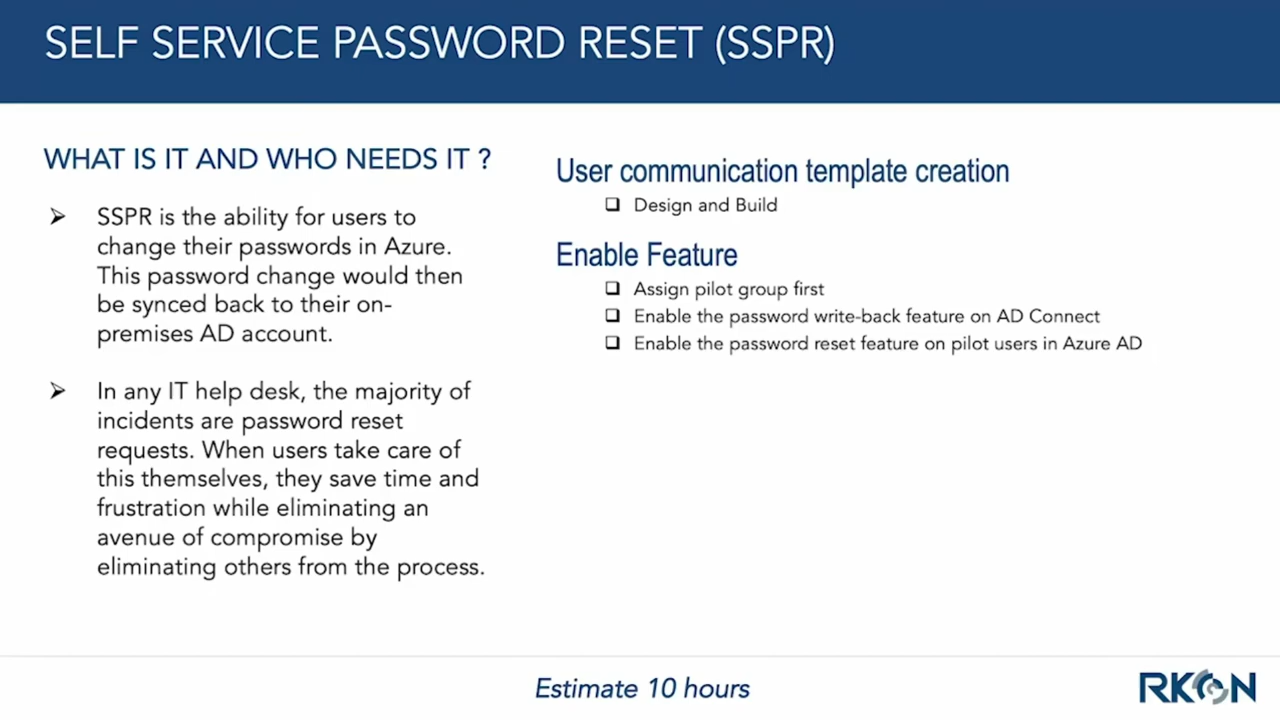 SELF SERVICE PASSWORD RESET (SSPR)
WHAT IS IT AND WHO NEEDS IT ?
SSPR is the ability for users to
change their passwords in Azure.
This password change would then
be synced back to their on-
premises AD account.
In any IT help desk, the majority of
incidents are password reset
requests. When users take care of
this themselves, they save time and
frustration while eliminating an
avenue of compromise by
eliminating others from the process.
User communication template creation
Design and Build
Enable Feature
Assign pilot group first
Enable the password write-back feature on AD Connect
Enable the password reset feature on pilot users in Azure AD
Estimate 10 hours
RKON